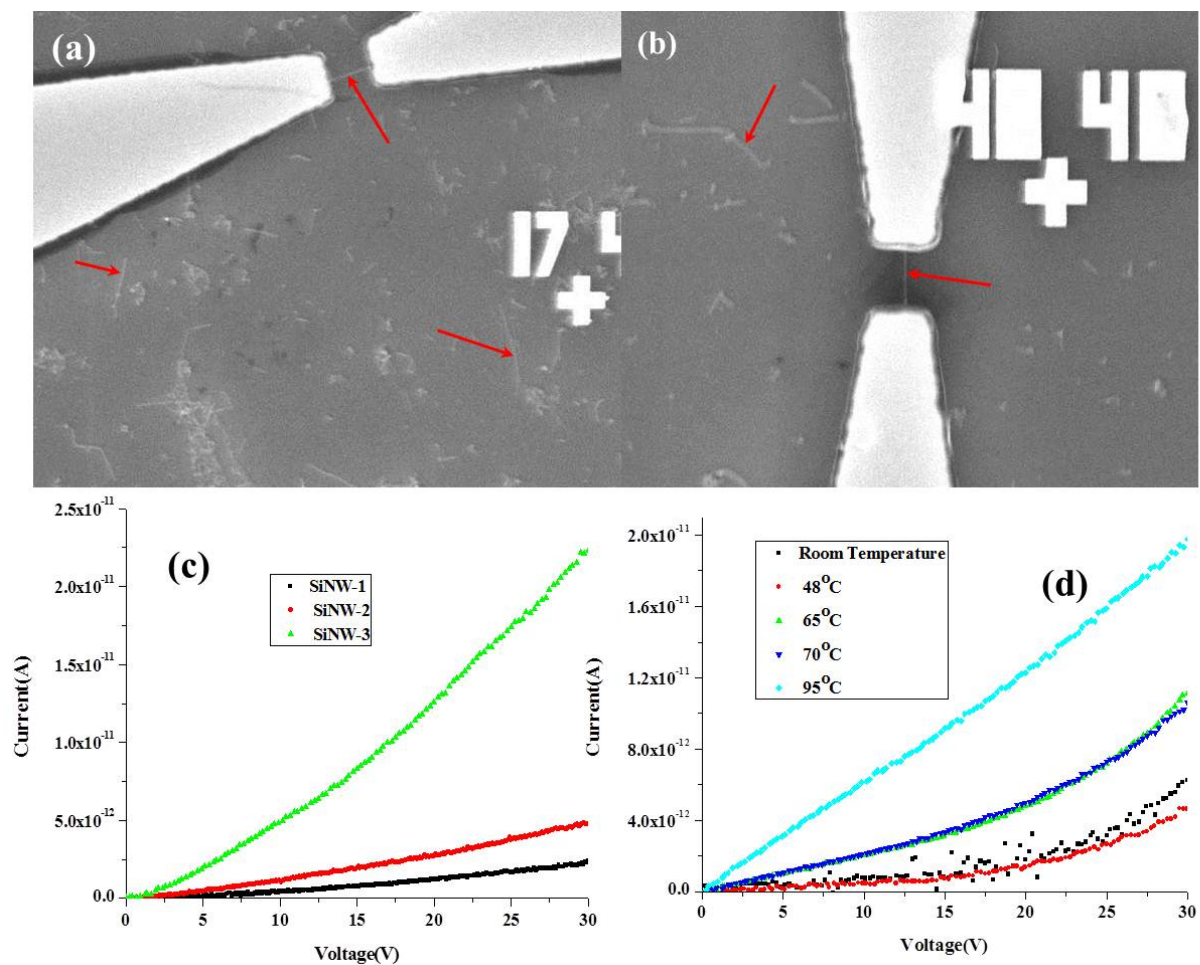 (a)
17 4
+
(b)
40 40
+
2.5x10-11
2.0x10-11
1.5x10-11
1.0x10-11
5.0x10-12
0.0
0 5 10 15 20 25 30
Current(A)
Voltage(V)
(c)
SiNW-1
SiNW-2
SiNW-3
2.0x10-11
1.6x10-11
1.2x10-11
8.0x10-12
4.0x10-12
0.0
0 5 10 15 20 25 30
Current(A)
Voltage(V)
(d)
Room Temperature
48°C
65°C
70°C
95°C